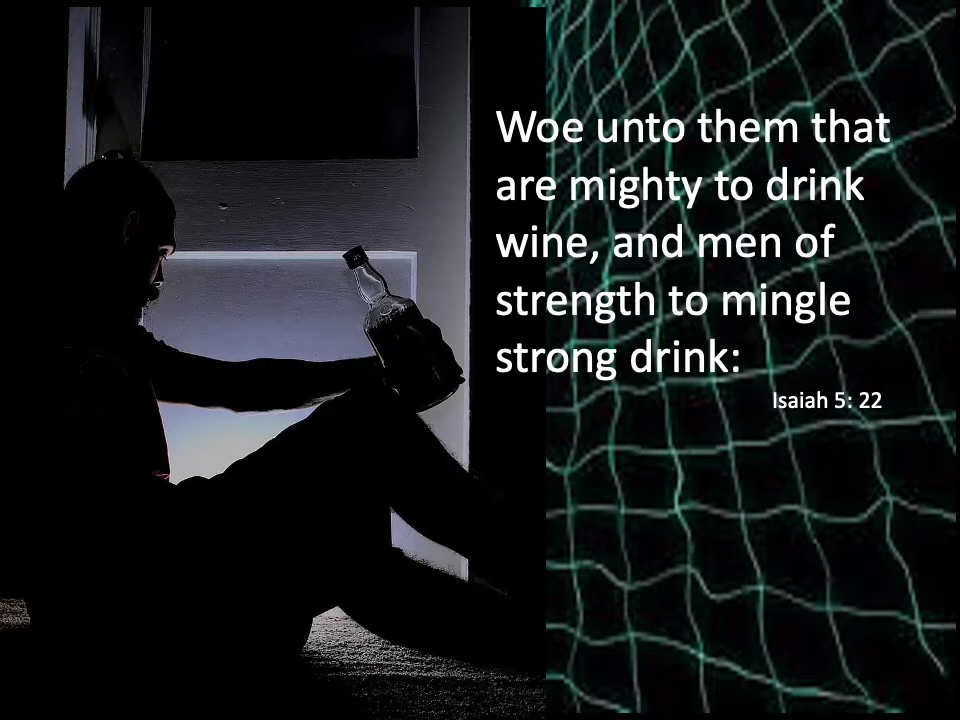 Woe unto them that
are mighty to drink
wine, and men of
strength to mingle
strong drink:
Isaiah 5: 22